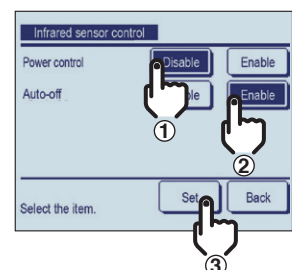 Infrared sensor control
Power control Disable Enable
Auto-off Enable
①
②
Select the item. Set Back
③